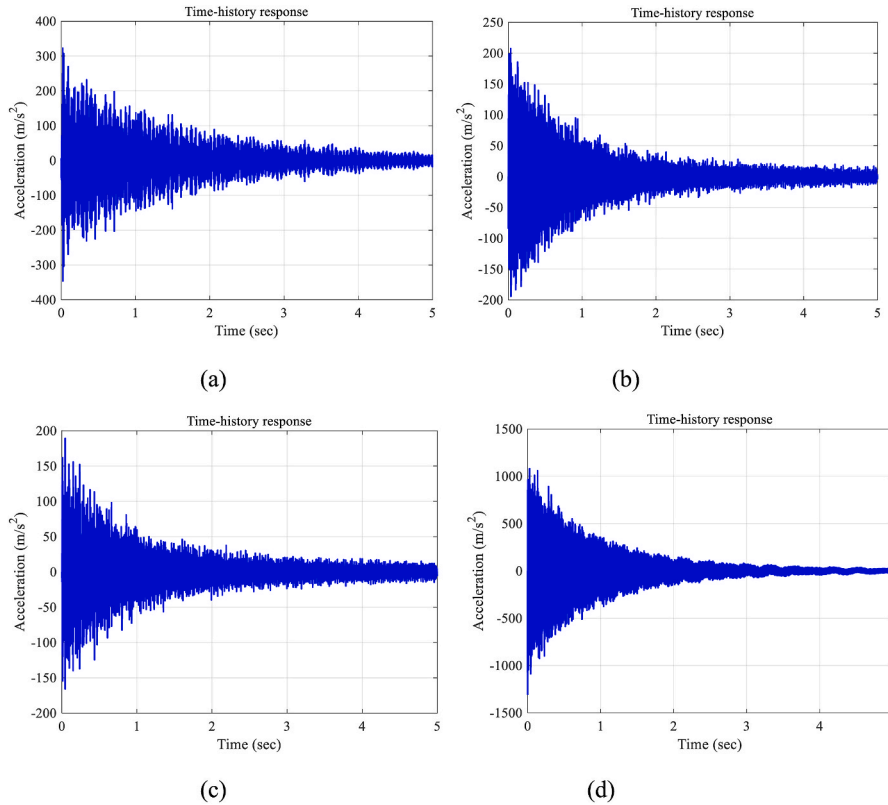 Time-history response
400
300
200
100
0
-100
-200
-300
-400
Acceleration (m/s²)
0 1 2 3 4 5
Time (sec)
(a)
Time-history response
250
200
150
100
50
0
-50
-100
-150
-200
Acceleration (m/s²)
0 1 2 3 4 5
Time (sec)
(b)
Time-history response
200
150
100
50
0
-50
-100
-150
-200
Acceleration (m/s²)
0 1 2 3 4 5
Time (sec)
(c)
Time-history response
1500
1000
500
0
-500
-1000
-1500
Acceleration (m/s²)
0 1 2 3 4
Time (sec)
(d)